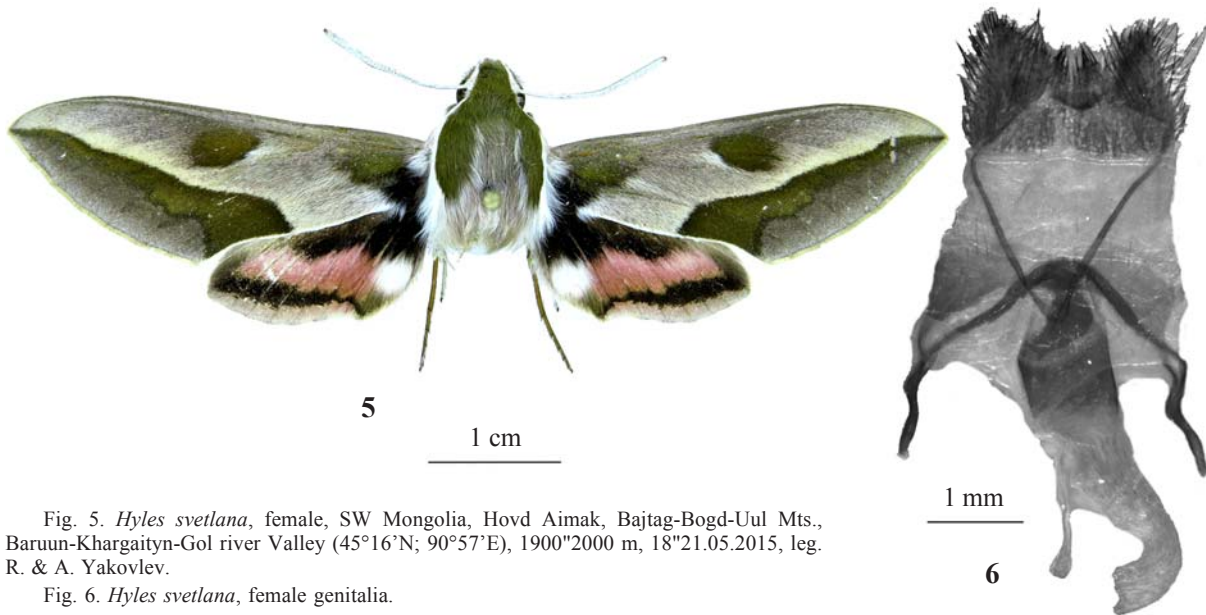 5
1 cm
1 mm
6
Fig. 5. Hyles svetlana, female, SW Mongolia, Hovd Aimak, Bajtag-Bogd-Uul Mts.,
Baruun-Khargaityn-Gol river Valley (45°16’N; 90°57’E), 1900"2000 m, 18"21.05.2015, leg.
R. & A. Yakovlev.
Fig. 6. Hyles svetlana, female genitalia.